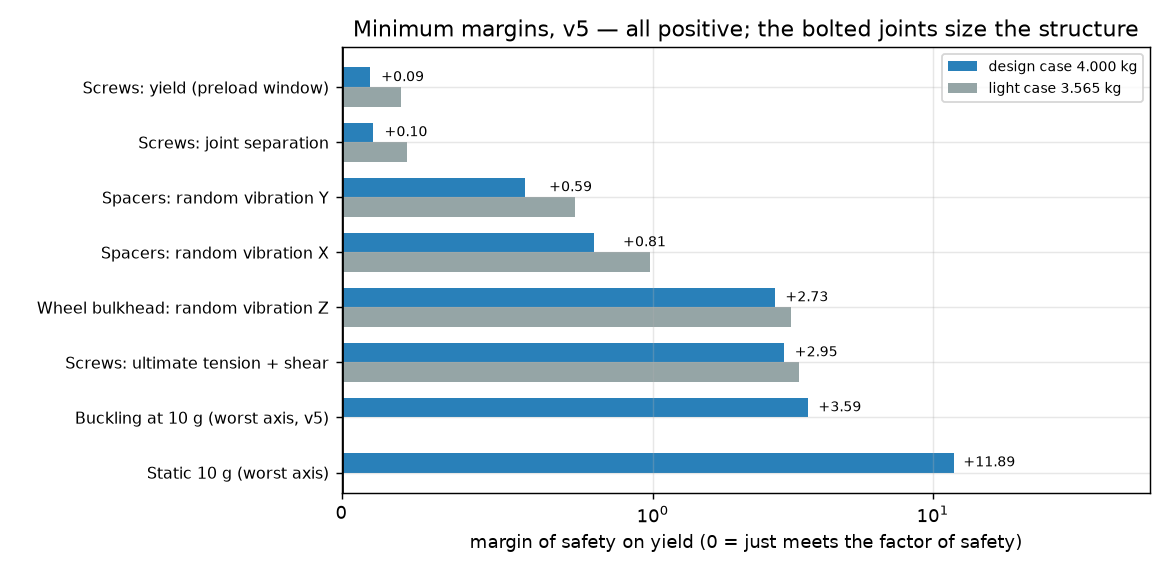 Minimum margins, v5 — all positive; the bolted joints size the structure
design case 4.000 kg
light case 3.565 kg
Screws: yield (preload window)
+0.09
Screws: joint separation
+0.10
Spacers: random vibration Y
+0.59
Spacers: random vibration X
+0.81
Wheel bulkhead: random vibration Z
+2.73
Screws: ultimate tension + shear
+2.95
Buckling at 10 g (worst axis, v5)
+3.59
Static 10 g (worst axis)
+11.89
0 10⁰ 10¹
margin of safety on yield (0 = just meets the factor of safety)